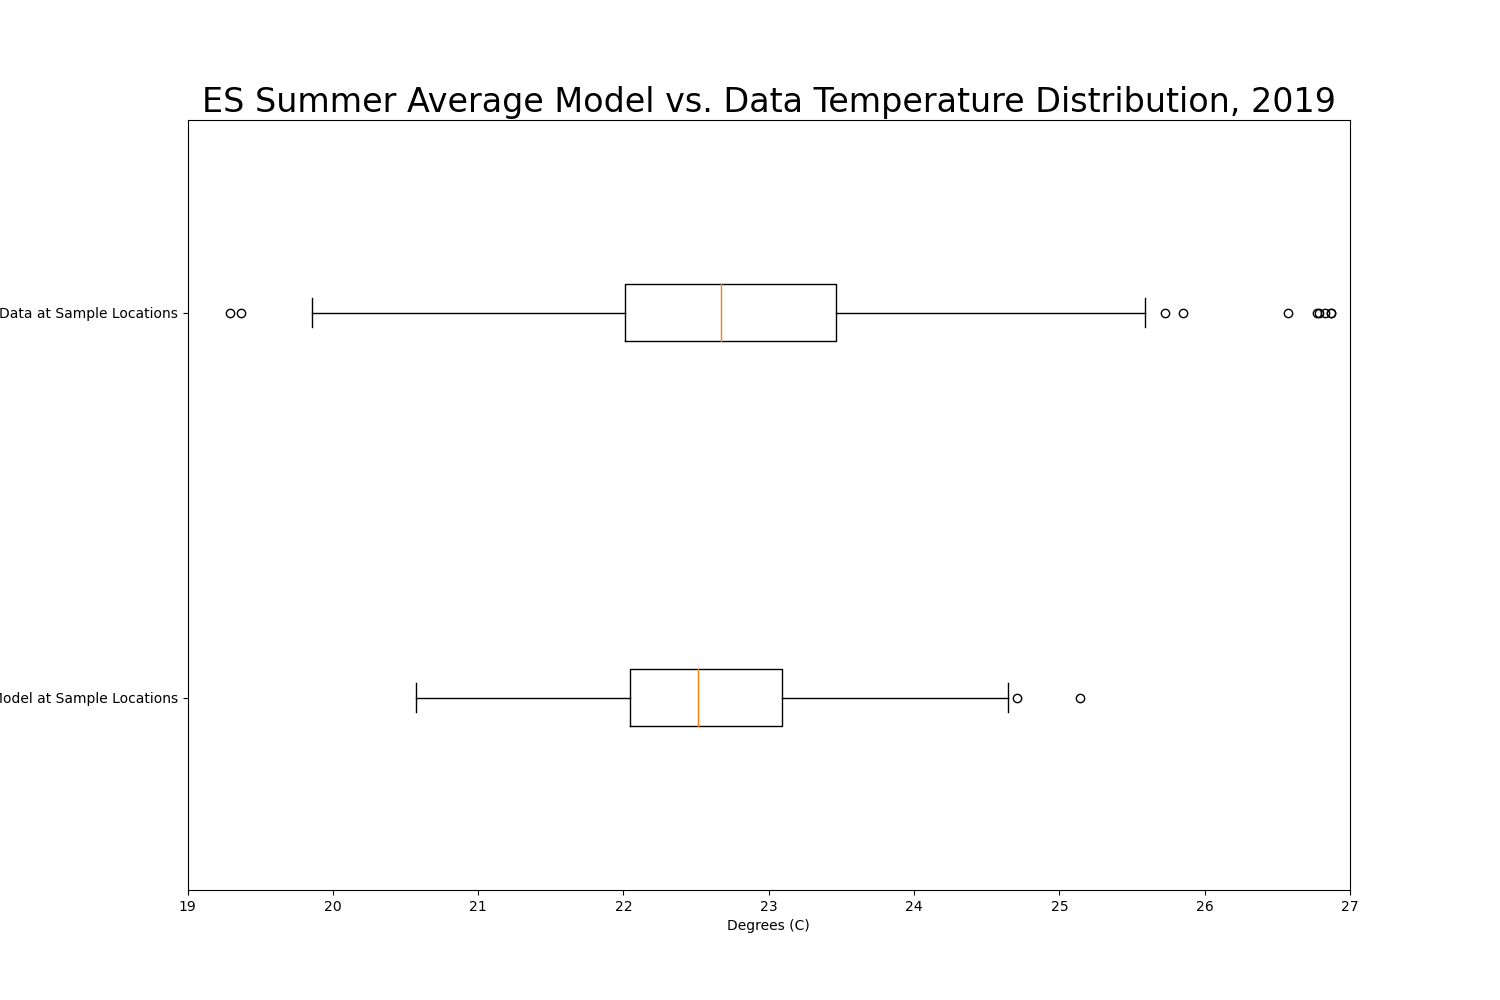 ES Summer Average Model vs. Data Temperature Distribution, 2019
Data at Sample Locations
at Sample Locations
19 20 21 22 23 24 25 26 27
Degrees (C)